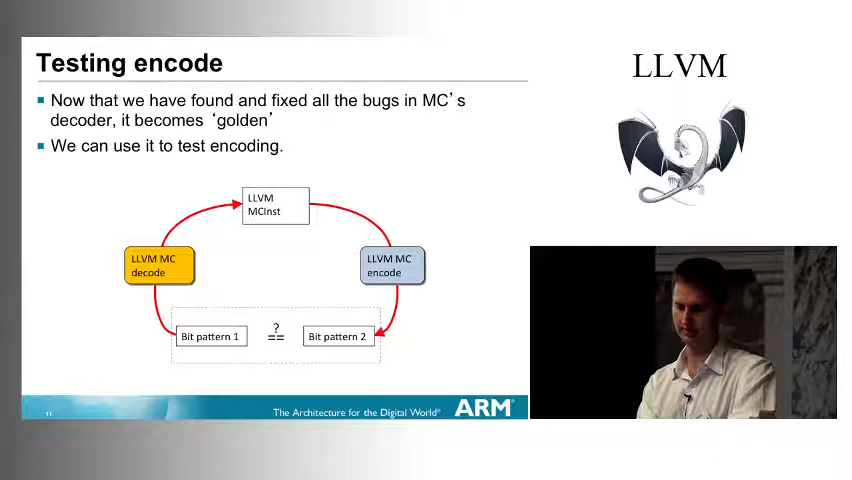 Testing encode
Now that we have found and fixed all the bugs in MC's
decoder, it becomes ‘golden’
We can use it to test encoding.
LLVM
MCInst
LLVM MC
decode
LLVM MC
encode
Bit pattern 1
?
==
Bit pattern 2
11
The Architecture for the Digital World®
ARM®
LLVM